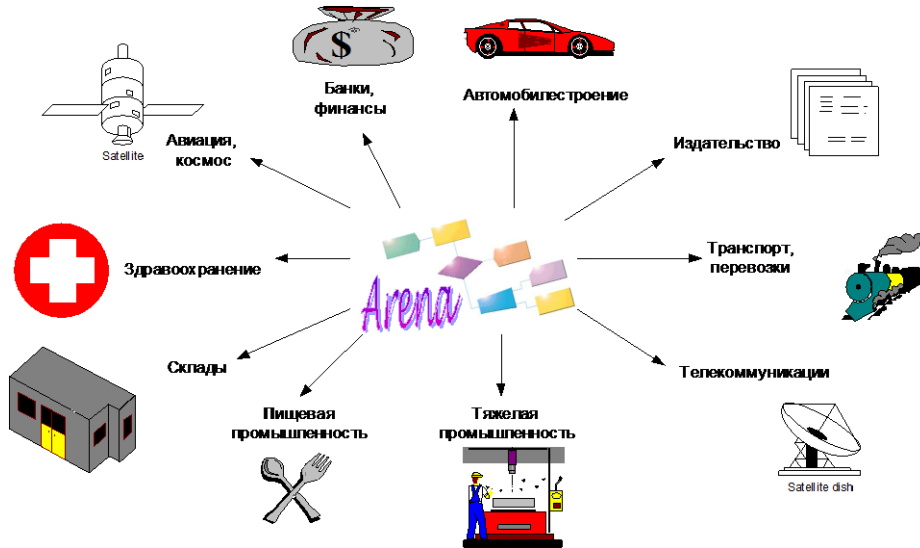 $
Банки,
финансы
Автомобилестроение
Satellite
Авиация,
космос
Издательство
Здравоохранение
Транспорт,
перевозки
Arena
Склады
Телекоммуникации
Пищевая
промышленность
Тяжелая
промышленность
Satellite dish